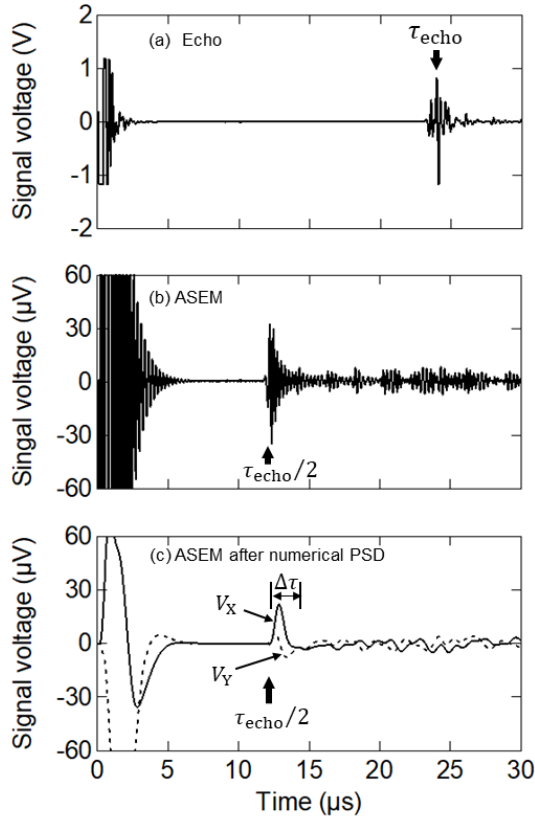 (a) Echo
τecho
Signal voltage (V)
2
1
0
-1
-2
(b) ASEM
Singal voltage (μV)
60
30
0
-30
-60
τecho/2
(c) ASEM after numerical PSD
Signal voltage (μV)
60
30
0
-30
-60
Δτ
VX
VY
τecho/2
0 5 10 15 20 25 30
Time (μs)